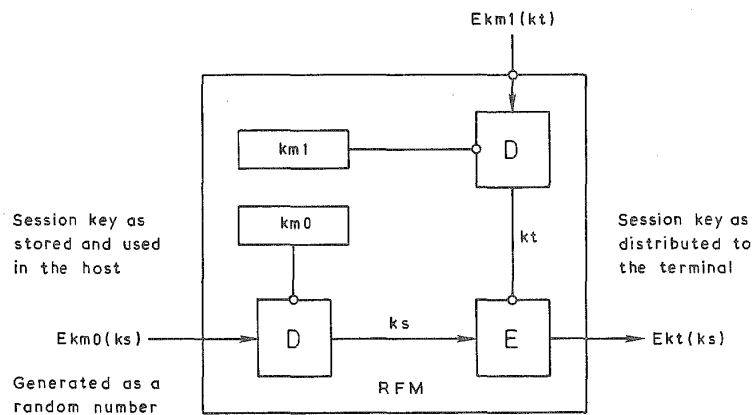 Ekm1(kt)
km1
D
km0
kt
Session key as
stored and used
in the host
Session key as
distributed to
the terminal
Ekm0(ks)
D
ks
E
Ekt(ks)
Generated as a
random number
RFM